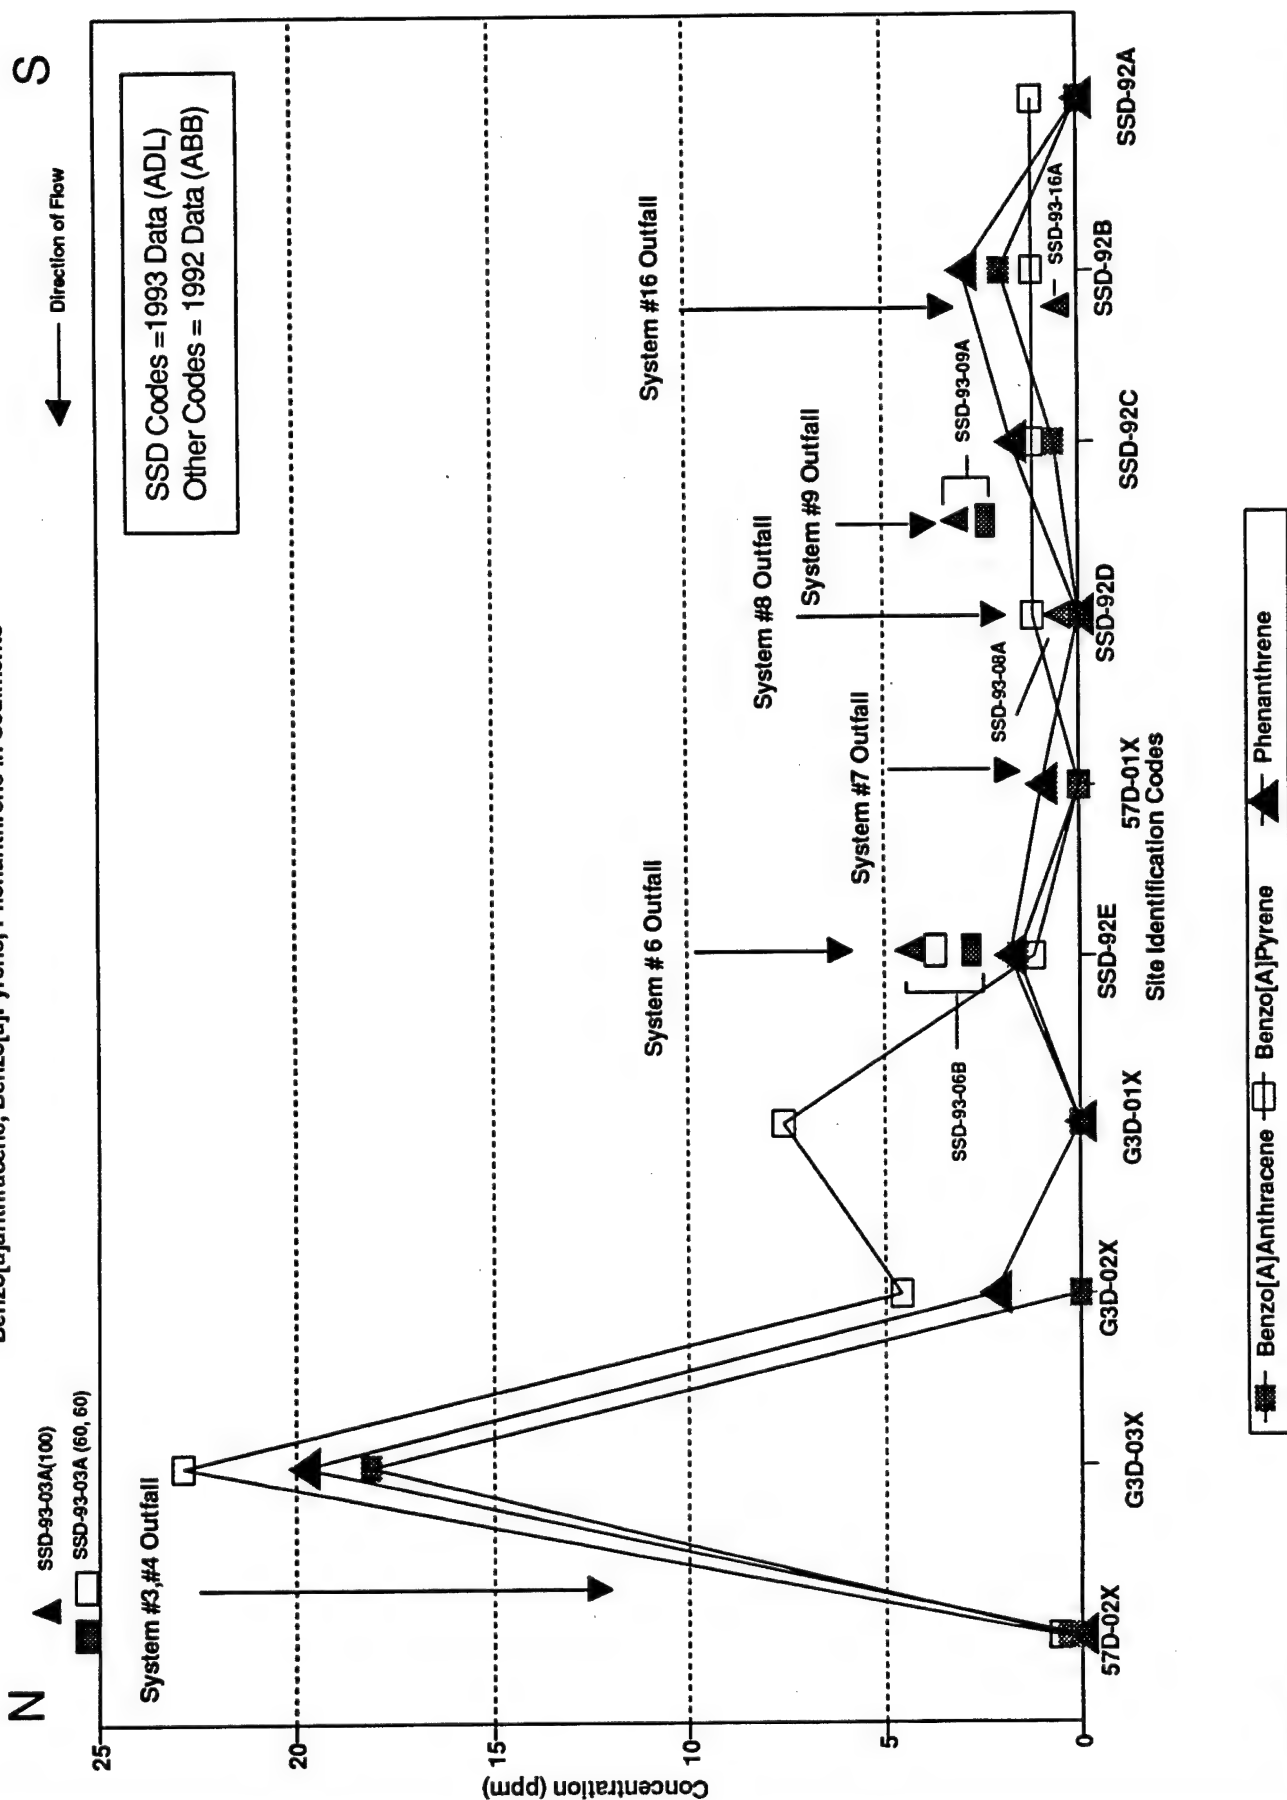 N
S
Direction of Flow
SSD-93-03A(100)
SSD-93-03A (60, 60)
SSD Codes =1993 Data (ADL)
Other Codes = 1992 Data (ABB)
System #3,#4 Outfall
System # 6 Outfall
System #7 Outfall
System #8 Outfall
System #9 Outfall
System #16 Outfall
SSD-93-06B
SSD-93-08A
SSD-93-09A
SSD-93-16A
Concentration (ppm)
25
20
15
10
5
0
57D-02X
G3D-03X
G3D-02X
G3D-01X
SSD-92E
57D-01X
SSD-92D
SSD-92C
SSD-92B
SSD-92A
Site Identification Codes
Benzo[A]Anthracene
Benzo[A]Pyrene
Phenanthrene